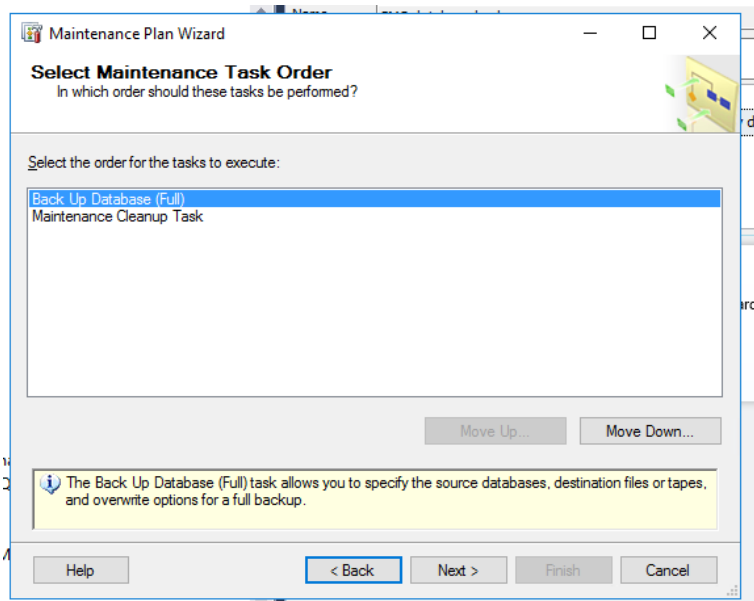 Name
Maintenance Plan Wizard
Select Maintenance Task Order
In which order should these tasks be performed?
Select the order for the tasks to execute:
Back Up Database (Full)
Maintenance Cleanup Task
Move Up...
Move Down...
The Back Up Database (Full) task allows you to specify the source databases, destination files or tapes,
and overwrite options for a full backup.
Help
< Back
Next >
Finish
Cancel